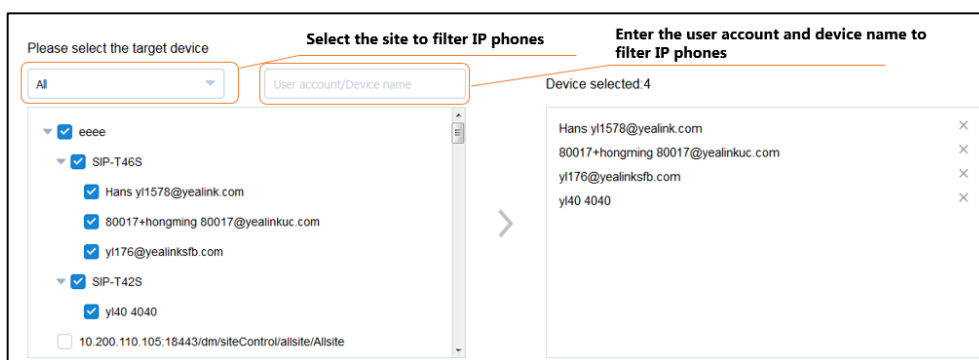 Please select the target device
Select the site to filter IP phones
Enter the user account and device name to
filter IP phones
All
User account/Device name
Device selected:4
eeee
SIP-T46S
Hans yl1578@yealink.com
80017+hongming 80017@yealinkuc.com
yl176@yealinksfb.com
SIP-T42S
yl40 4040
10.200.110.105:18443/dm/siteControl/allsite/Allsite
Hans yl1578@yealink.com
80017+hongming 80017@yealinkuc.com
yl176@yealinksfb.com
yl40 4040